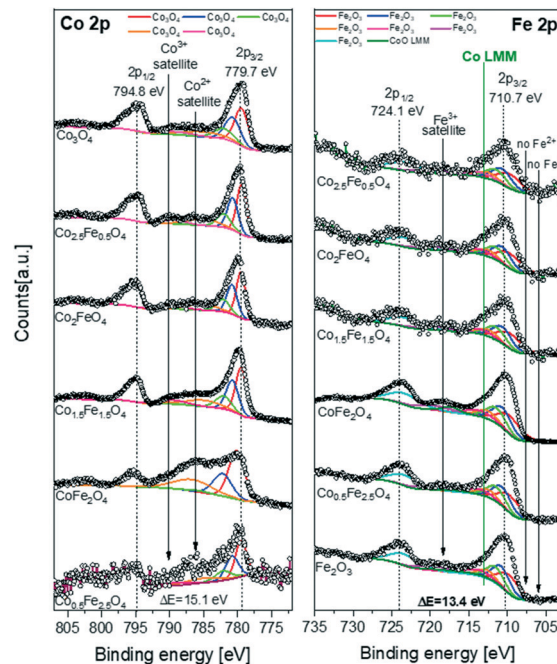 Co 2p
Co₃O₄ Co₃O₄ Co₃O₄
Co₃O₄ Co₃O₄
Co³⁺
satellite
Co²⁺
satellite
2p₁/₂
794.8 eV
2p₃/₂
779.7 eV
Co₃O₄
Co₂.₅Fe₀.₅O₄
Co₂FeO₄
Co₁.₅Fe₁.₅O₄
CoFe₂O₄
Co₀.₅Fe₂.₅O₄
ΔE=15.1 eV
805 800 795 790 785 780 775
Binding energy [eV]
Counts[a.u.]
Fe 2p
Fe₂O₃ Fe₂O₃ Fe₂O₃
Fe₂O₃ Fe₂O₃ Fe₂O₃
Fe₂O₃ CoO LMM
Co LMM
2p₁/₂
724.1 eV
Fe³⁺
satellite
2p₃/₂
710.7 eV
no Fe²⁺
no Fe
Co₂.₅Fe₀.₅O₄
Co₂FeO₄
Co₁.₅Fe₁.₅O₄
CoFe₂O₄
Co₀.₅Fe₂.₅O₄
Fe₂O₃
ΔE=13.4 eV
735 730 725 720 715 710 705
Binding energy [eV]